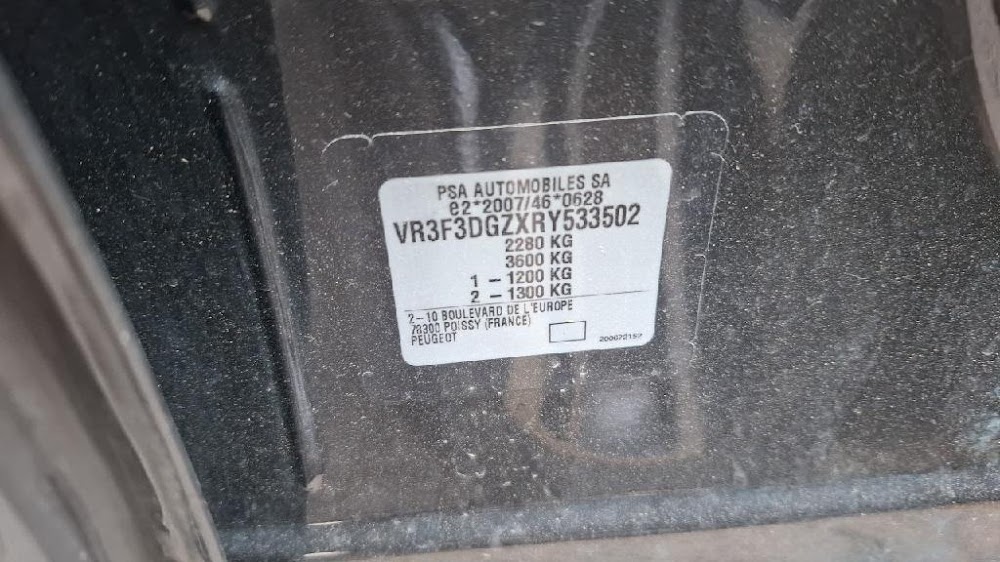 PSA AUTOMOBILES SA
e2*2007/46*0628
VR3F3DGZXRY533502
2280 KG
3600 KG
1 – 1200 KG
2 – 1300 KG
2–10 BOULEVARD DE L'EUROPE
78300 POISSY (FRANCE)
PEUGEOT